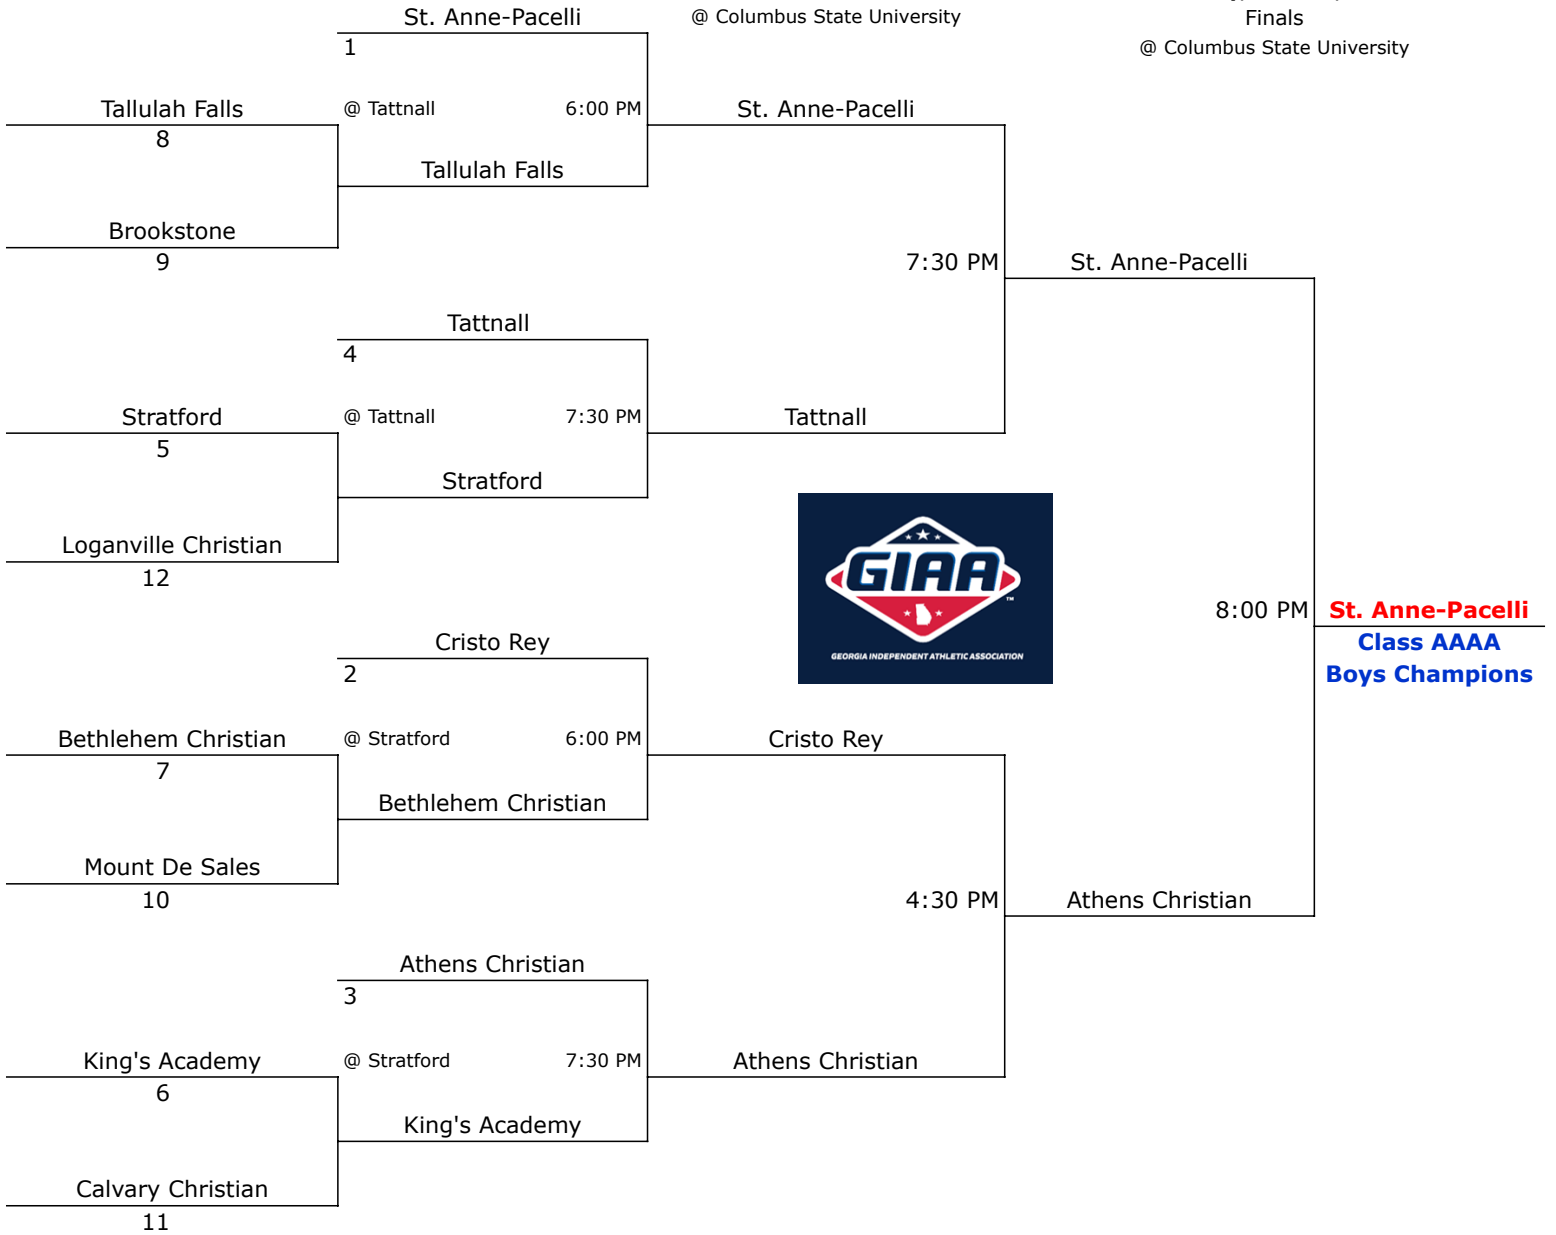 St. Anne-Pacelli
@ Columbus State University
Finals
@ Columbus State University
1
Tallulah Falls
@ Tattnall
6:00 PM
St. Anne-Pacelli
8
Tallulah Falls
Brookstone
9
7:30 PM
St. Anne-Pacelli
Tattnall
4
Stratford
@ Tattnall
7:30 PM
Tattnall
5
Stratford
Loganville Christian
12
GIAA
TM
GEORGIA INDEPENDENT ATHLETIC ASSOCIATION
8:00 PM
St. Anne-Pacelli
Class AAAA
Boys Champions
Cristo Rey
2
Bethlehem Christian
@ Stratford
6:00 PM
Cristo Rey
7
Bethlehem Christian
Mount De Sales
10
4:30 PM
Athens Christian
Athens Christian
3
King's Academy
@ Stratford
7:30 PM
Athens Christian
6
King's Academy
Calvary Christian
11